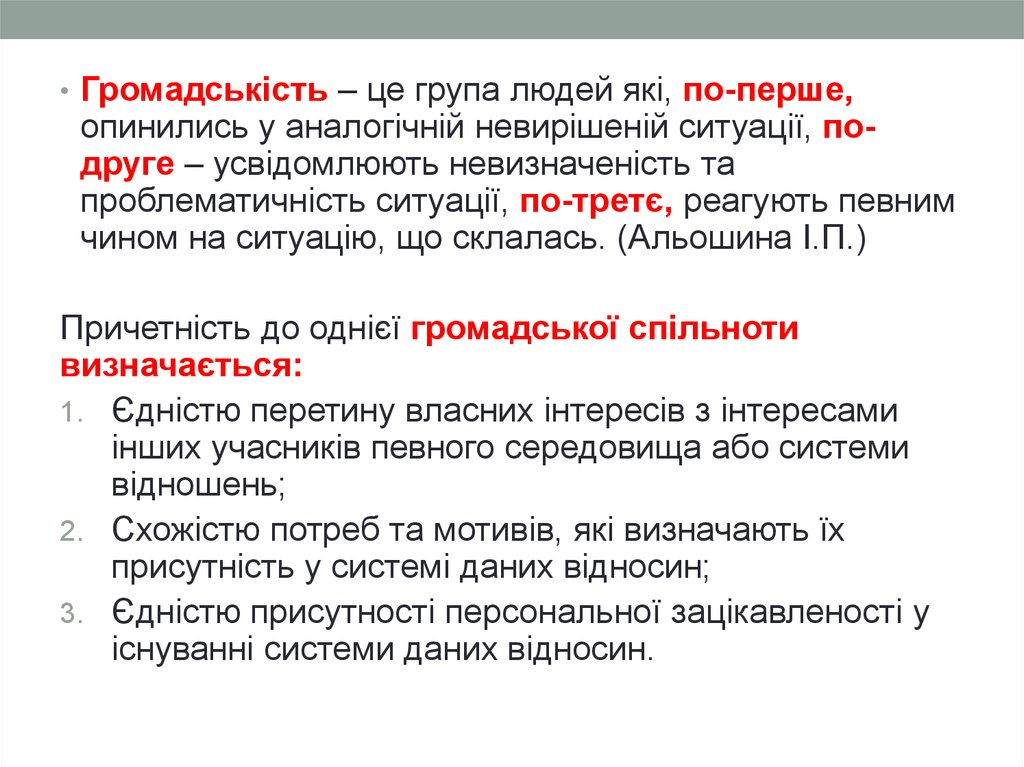 • Громадськість – це група людей які, по-перше,
опинились у аналогічній невирішеній ситуації, по-
друге – усвідомлюють невизначеність та
проблематичність ситуації, по-третє, реагують певним
чином на ситуацію, що склалась. (Альошина І.П.)
Причетність до однієї громадської спільноти
визначається:
1. Єдністю перетину власних інтересів з інтересами
інших учасників певного середовища або системи
відношень;
2. Схожістю потреб та мотивів, які визначають їх
присутність у системі даних відносин;
3. Єдністю присутності персональної зацікавленості у
існуванні системи даних відносин.